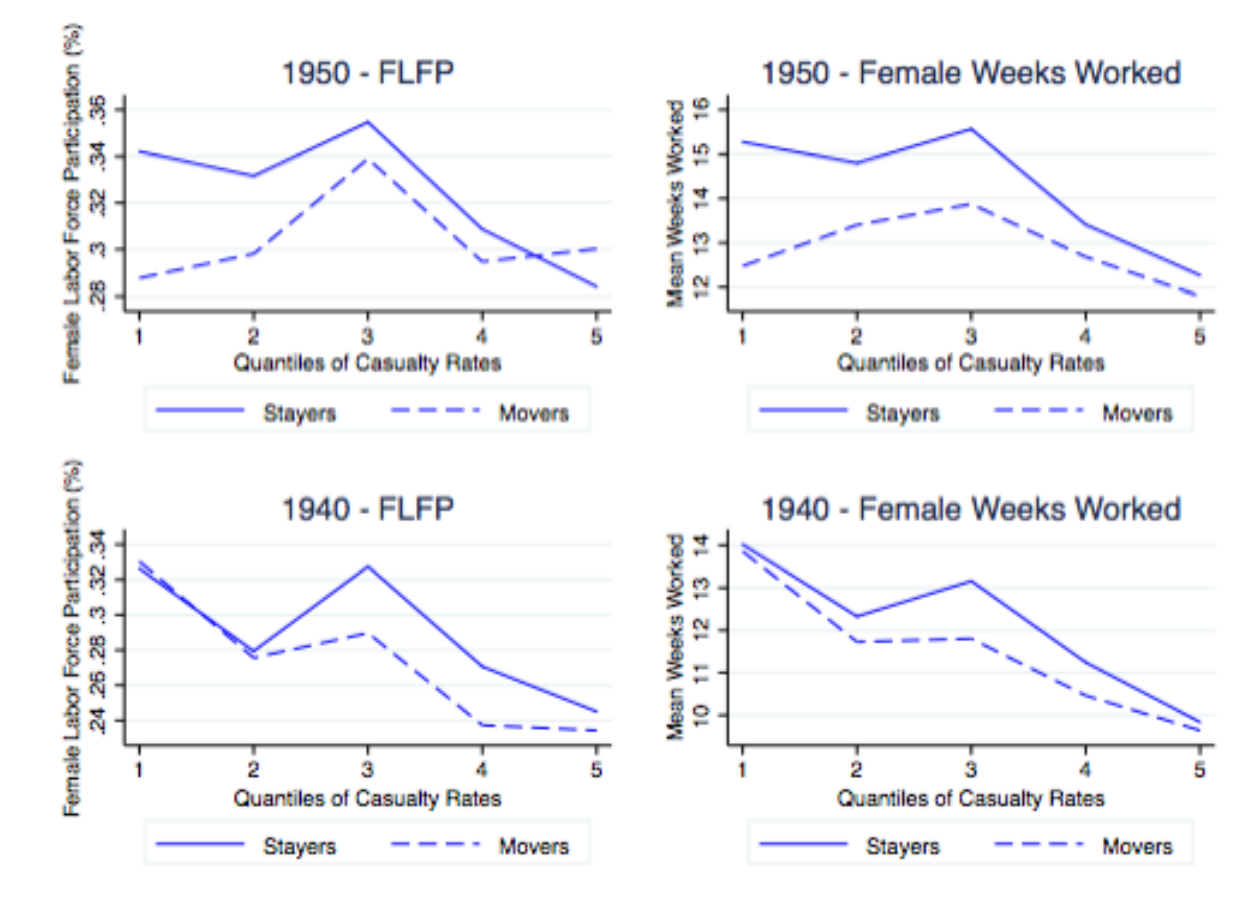 1950 - FLFP
Female Labor Force Participation (%)
.28 .3 .32 .34 .36
1 2 3 4 5
Quantiles of Casualty Rates
Stayers Movers
1950 - Female Weeks Worked
Mean Weeks Worked
12 13 14 15 16
1 2 3 4 5
Quantiles of Casualty Rates
Stayers Movers
1940 - FLFP
Female Labor Force Participation (%)
.24 .26 .28 .3 .32 .34
1 2 3 4 5
Quantiles of Casualty Rates
Stayers Movers
1940 - Female Weeks Worked
Mean Weeks Worked
10 11 12 13 14
1 2 3 4 5
Quantiles of Casualty Rates
Stayers Movers